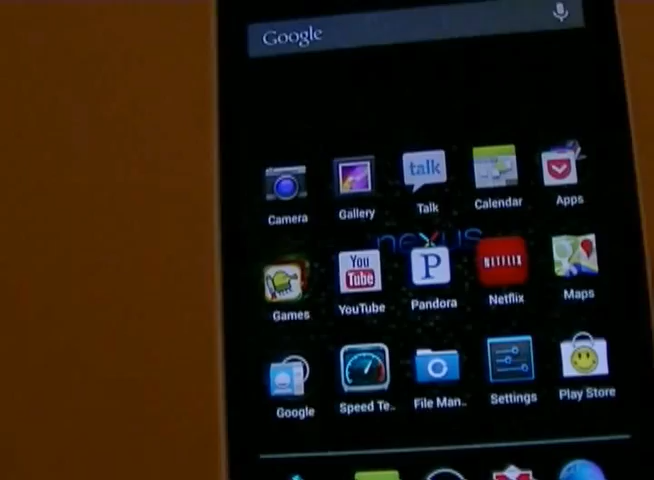 Google
talk
Camera Gallery Talk Calendar Apps
nexus
You
Tube
P
NETFLIX
Games YouTube Pandora Netflix Maps
Google Speed Te.. File Man.. Settings Play Store